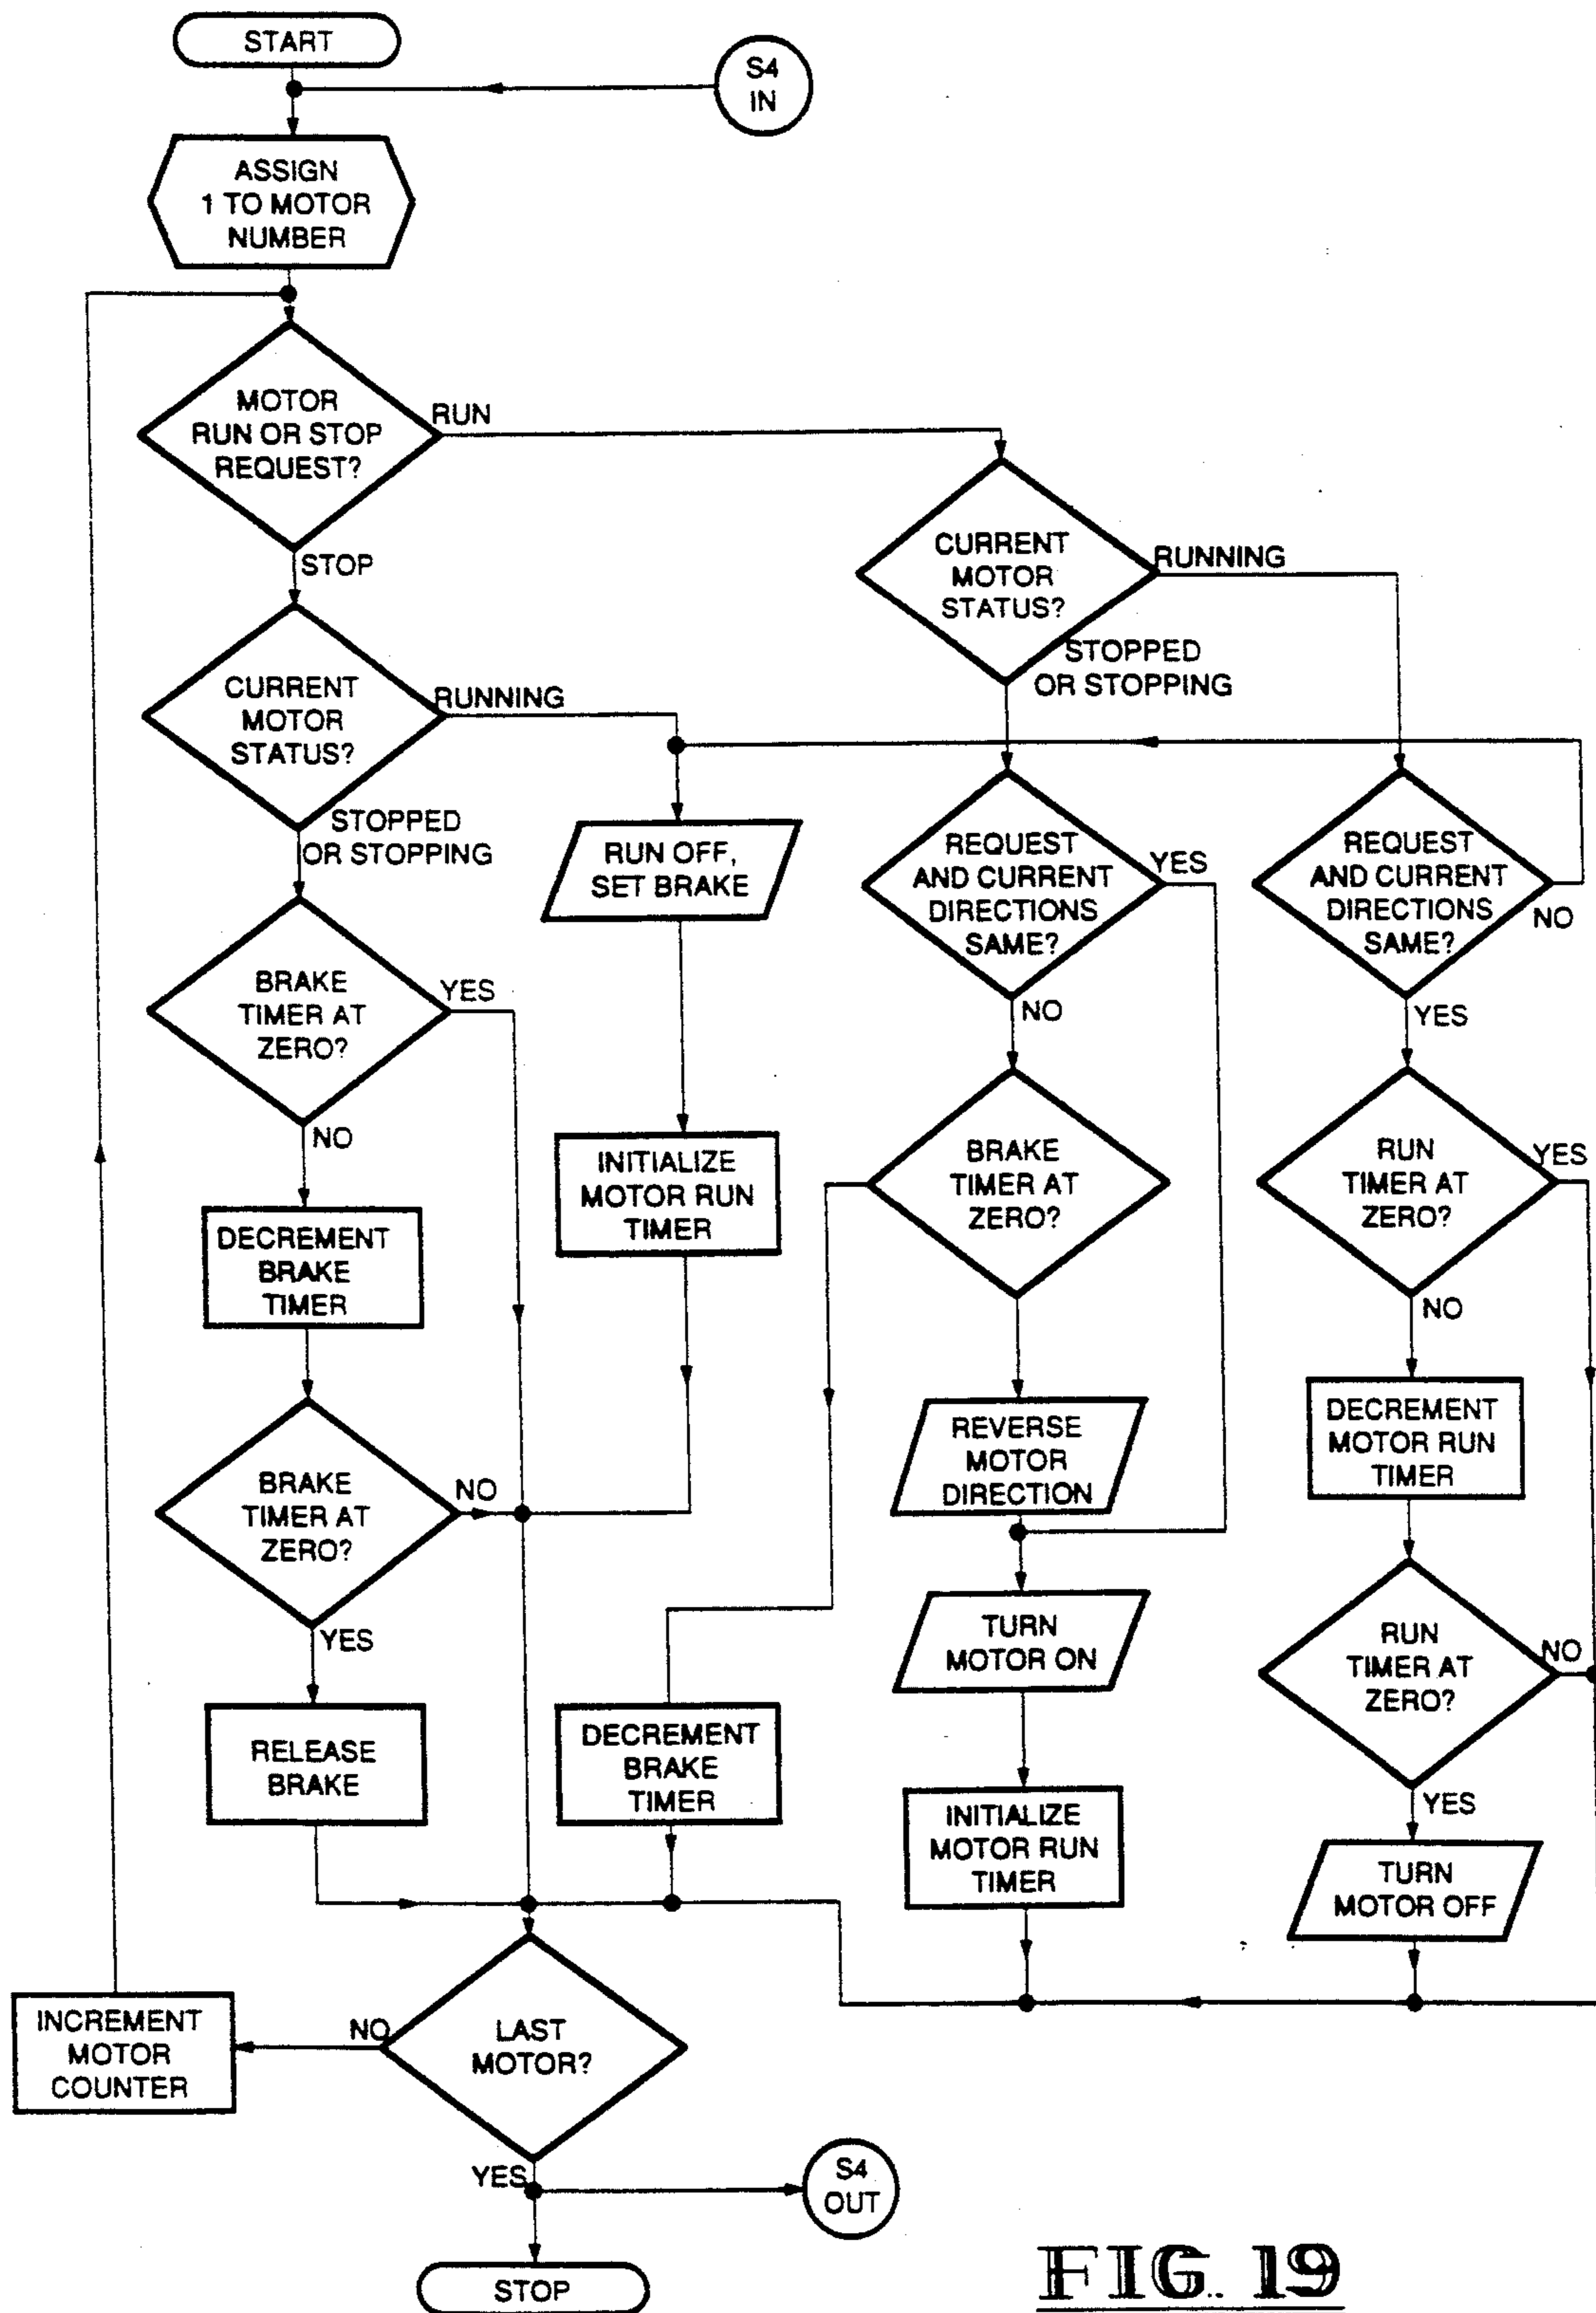 START
S4
IN
ASSIGN
1 TO MOTOR
NUMBER
MOTOR
RUN OR STOP
REQUEST?
RUN
STOP
CURRENT
MOTOR
STATUS?
RUNNING
STOPPED
OR STOPPING
CURRENT
MOTOR
STATUS?
RUNNING
STOPPED
OR STOPPING
RUN OFF,
SET BRAKE
REQUEST
AND CURRENT
DIRECTIONS
SAME?
YES
NO
REQUEST
AND CURRENT
DIRECTIONS
SAME?
NO
YES
BRAKE
TIMER AT
ZERO?
YES
NO
INITIALIZE
MOTOR RUN
TIMER
BRAKE
TIMER AT
ZERO?
RUN
TIMER AT
ZERO?
YES
NO
DECREMENT
BRAKE
TIMER
REVERSE
MOTOR
DIRECTION
DECREMENT
MOTOR RUN
TIMER
BRAKE
TIMER AT
ZERO?
NO
YES
TURN
MOTOR ON
RUN
TIMER AT
ZERO?
NO
YES
RELEASE
BRAKE
DECREMENT
BRAKE
TIMER
INITIALIZE
MOTOR RUN
TIMER
TURN
MOTOR OFF
INCREMENT
MOTOR
COUNTER
NO
LAST
MOTOR?
YES
S4
OUT
STOP
FIG. 19